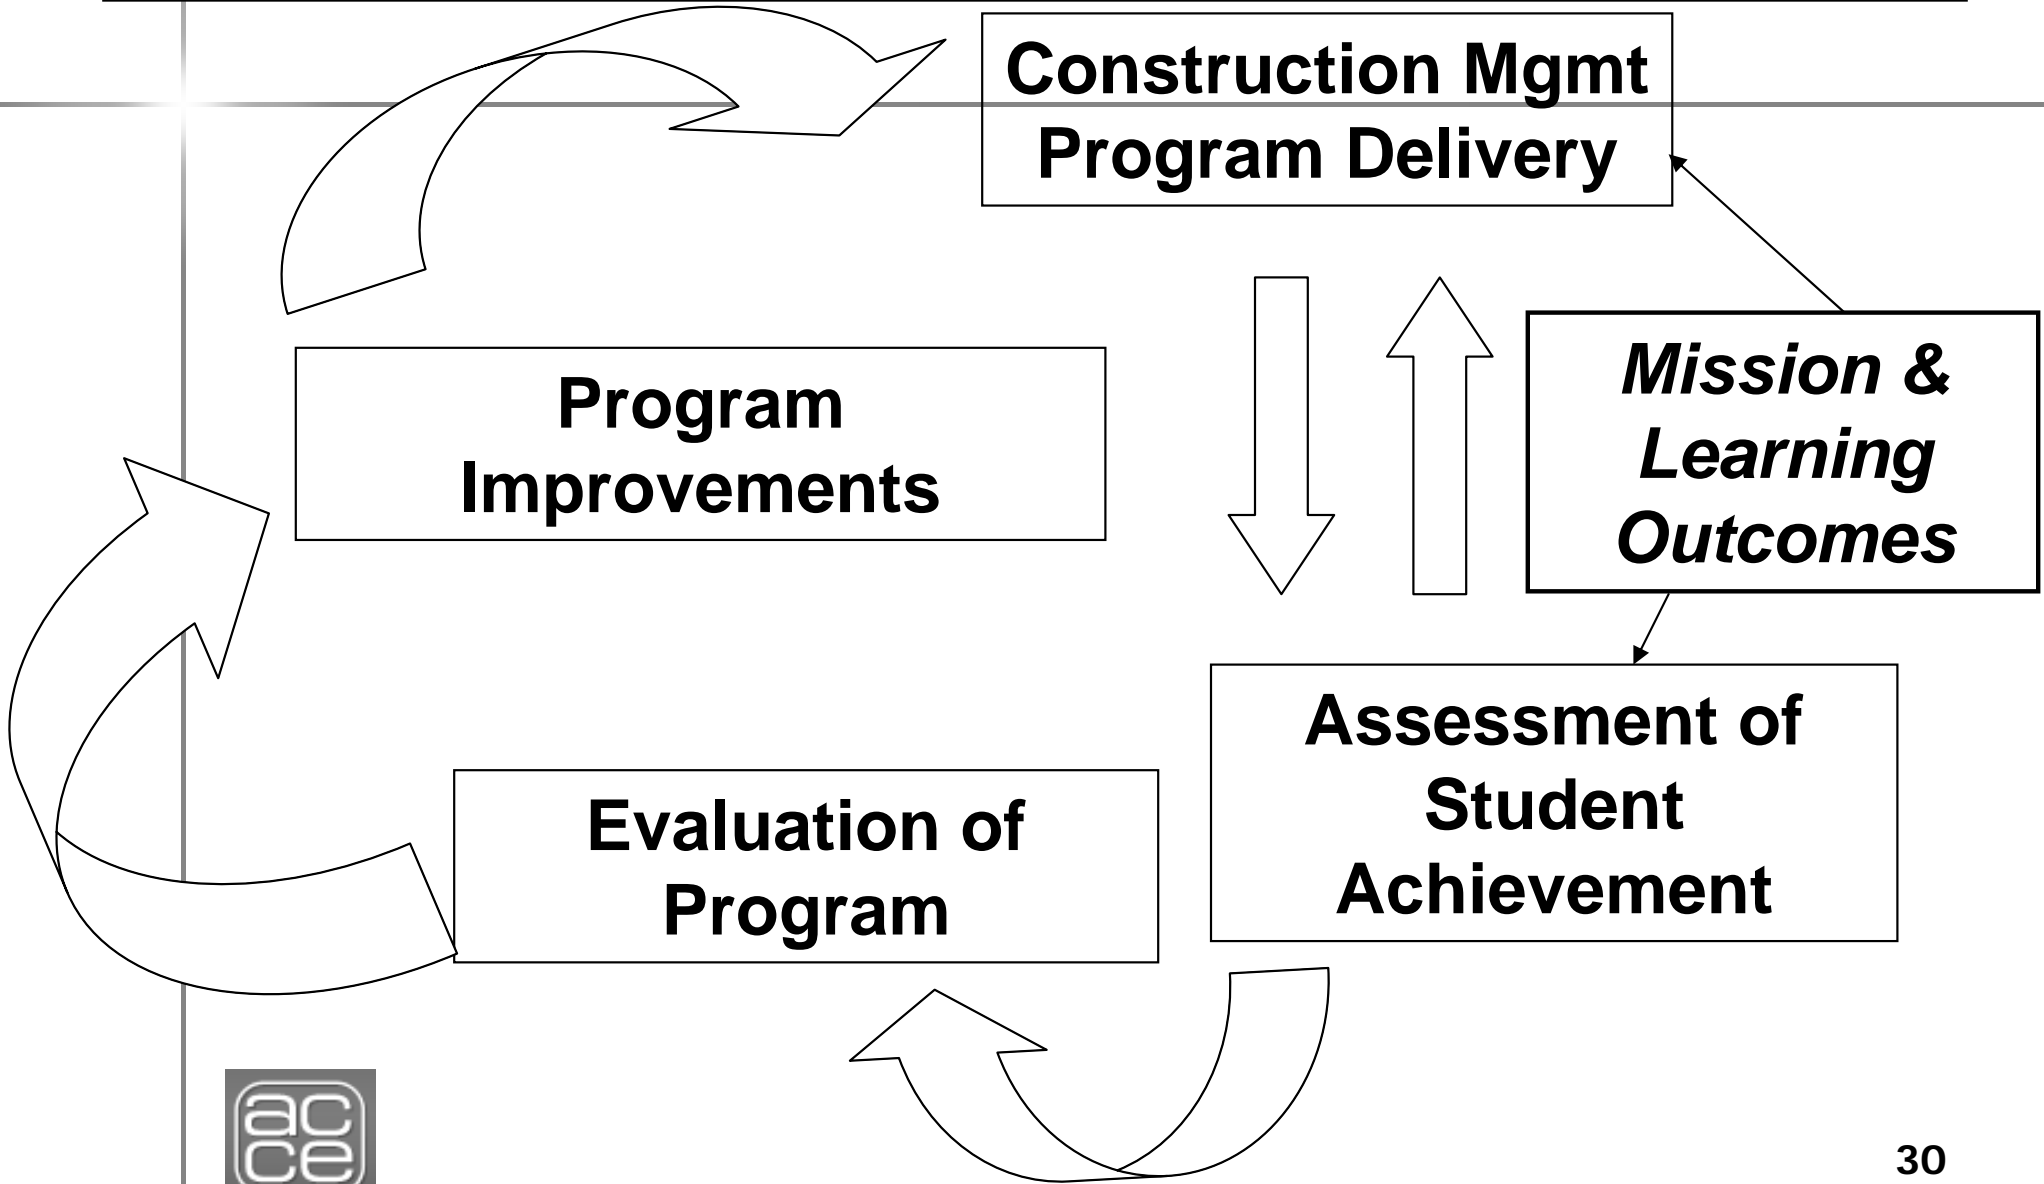 Construction Mgmt
Program Delivery
Program
Improvements
Mission &
Learning
Outcomes
Assessment of
Student
Achievement
Evaluation of
Program
ac
ce
30